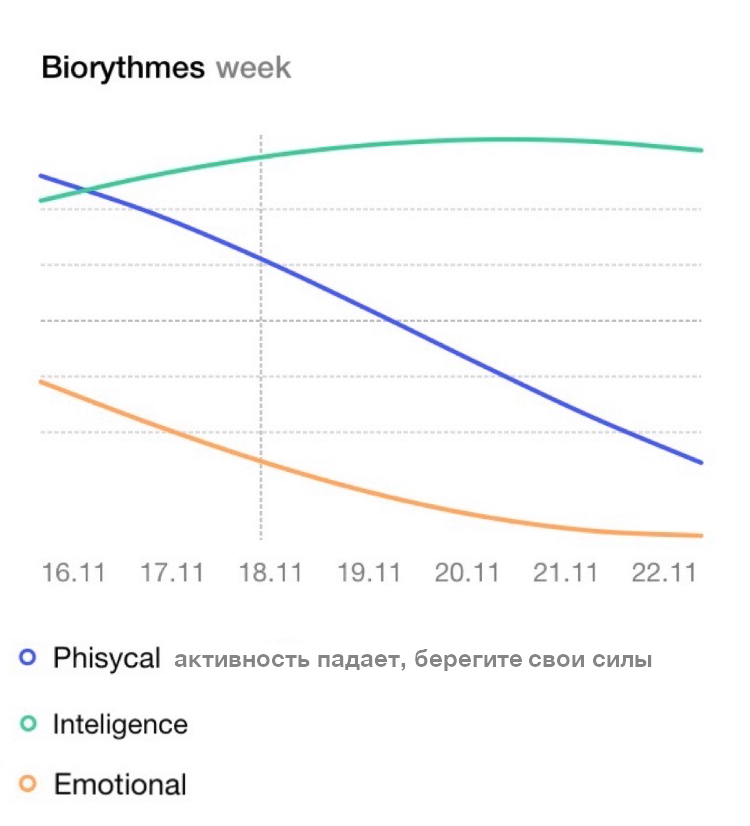 Biorythmes week
16.11 17.11 18.11 19.11 20.11 21.11 22.11
Phisycal активность падает, берегите свои силы
Inteligence
Emotional